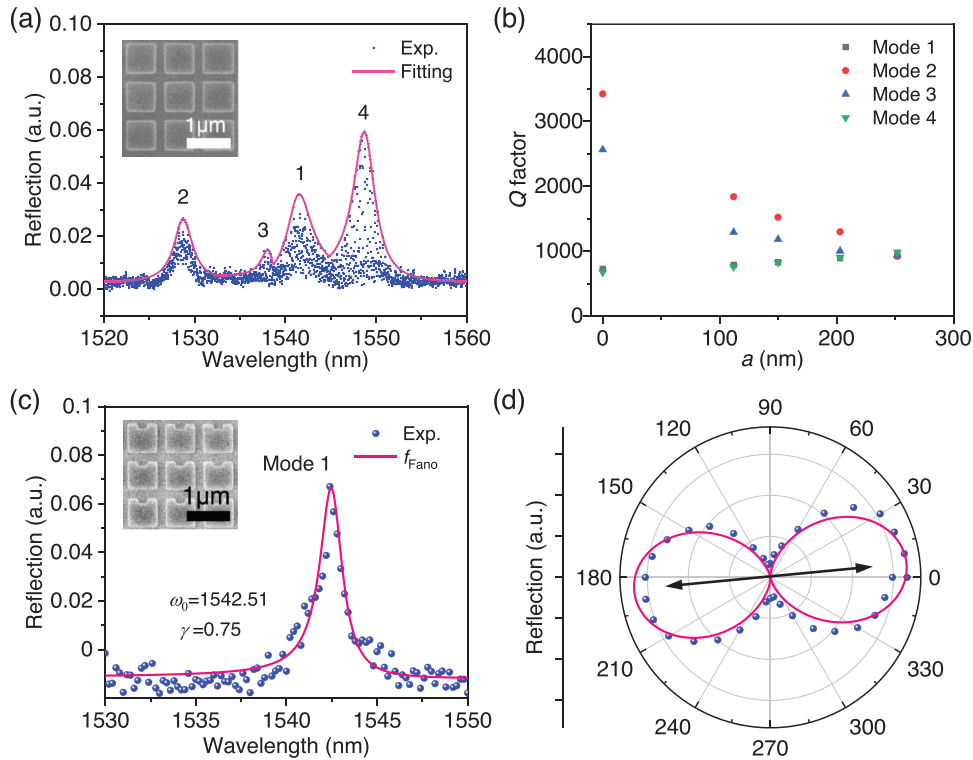 (a)
0.10
0.08
0.06
0.04
0.02
0.00
Reflection (a.u.)
1520
1530
1540
1550
1560
Wavelength (nm)
1μm
Exp.
Fitting
2
3
1
4
(b)
4000
3000
2000
1000
0
Q factor
0
100
200
300
a (nm)
Mode 1
Mode 2
Mode 3
Mode 4
(c)
0.1
0.08
0.06
0.04
0.02
0
Reflection (a.u.)
1530
1535
1540
1545
1550
Wavelength (nm)
1μm
Exp.
fFano
Mode 1
ω0=1542.51
γ=0.75
(d)
Reflection (a.u.)
90
60
30
0
330
300
270
240
210
180
150
120